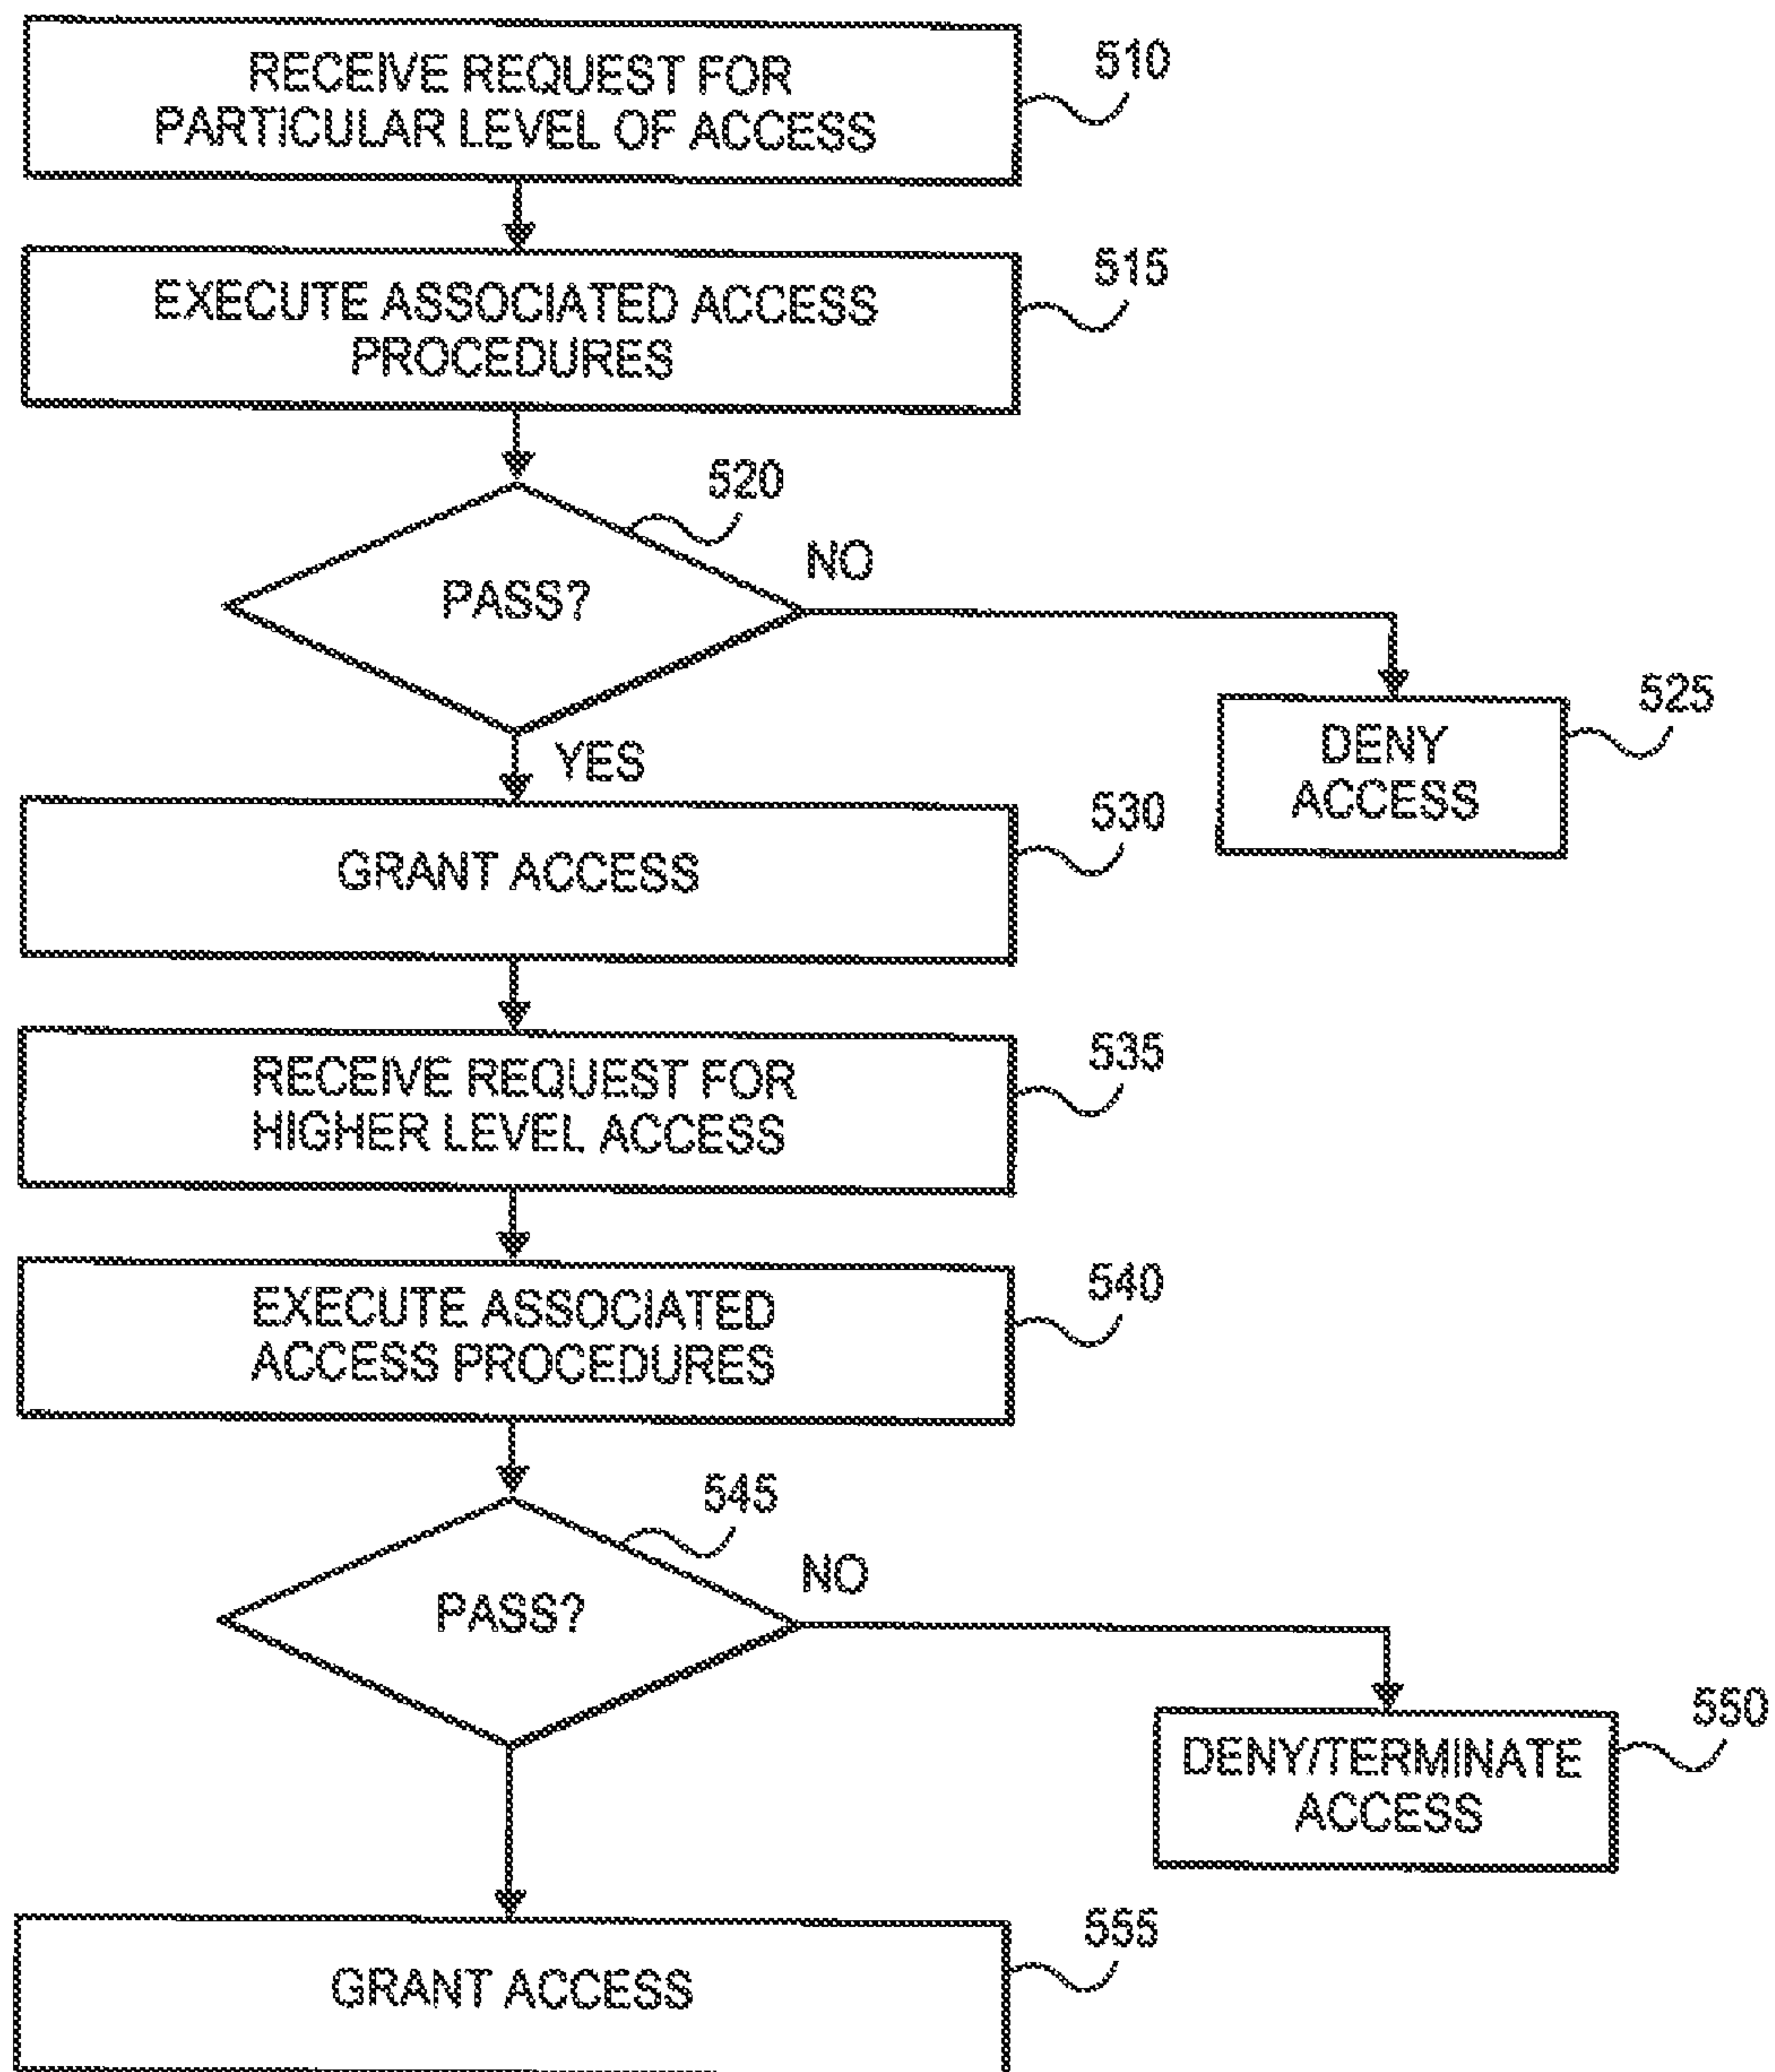 RECEIVE REQUEST FOR
PARTICULAR LEVEL OF ACCESS
510
EXECUTE ASSOCIATED ACCESS
PROCEDURES
515
520
PASS?
NO
YES
DENY
ACCESS
525
GRANT ACCESS
530
RECEIVE REQUEST FOR
HIGHER LEVEL ACCESS
535
EXECUTE ASSOCIATED
ACCESS PROCEDURES
540
545
PASS?
NO
DENY/TERMINATE
ACCESS
550
GRANT ACCESS
555